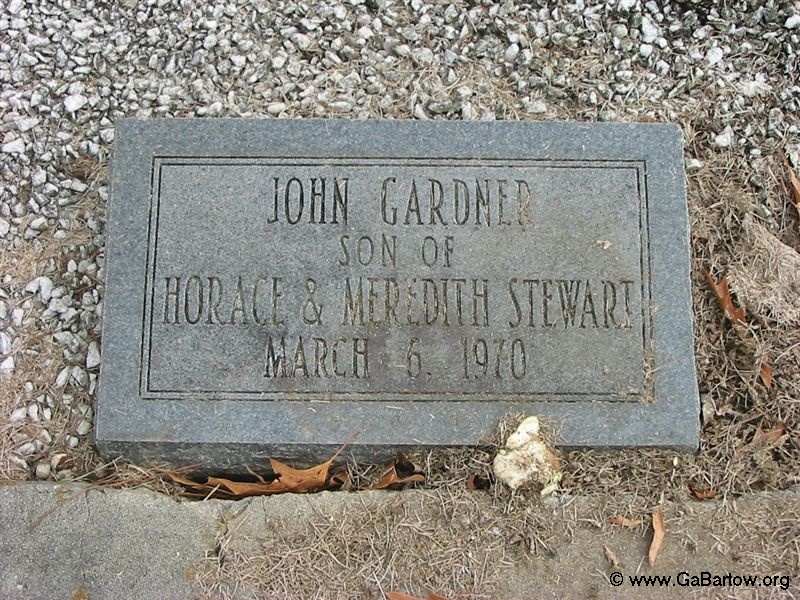 JOHN GARDNER
SON OF
HORACE & MEREDITH STEWART
MARCH 6, 1970
© www.GaBartow.org